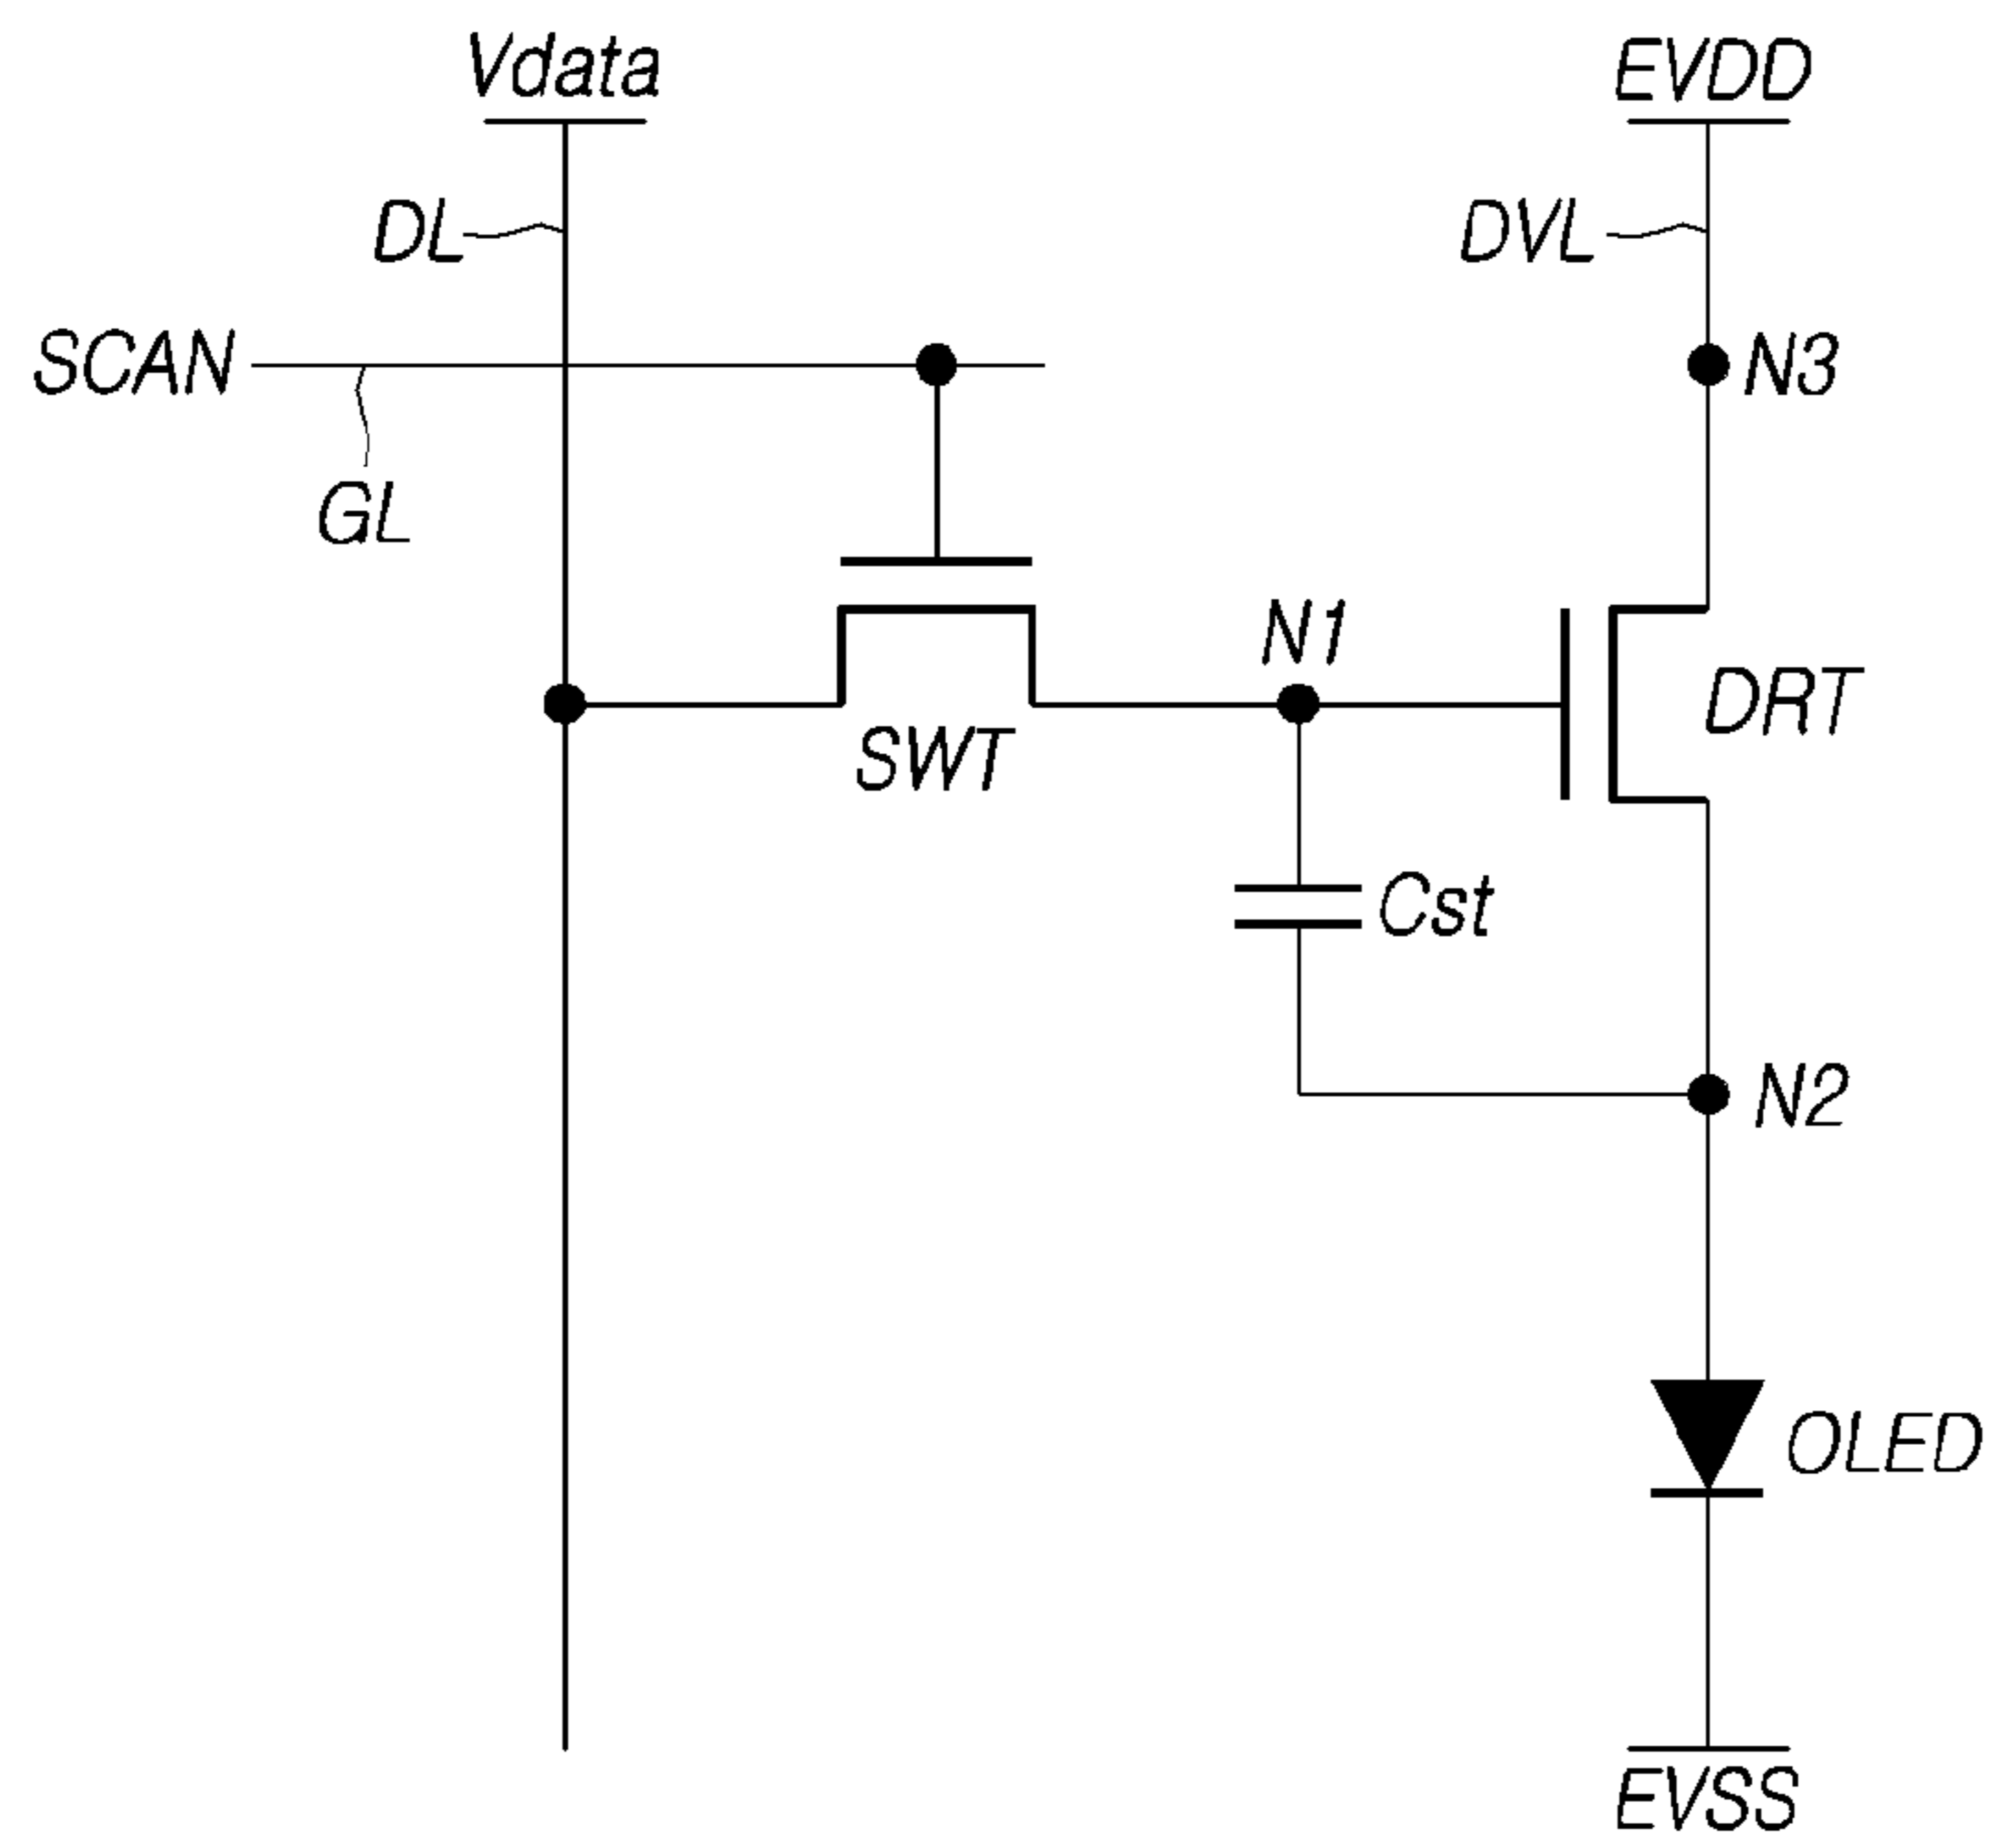 Vdata
EVDD
DL
DVL
SCAN
N3
GL
N1
DRT
SWT
Cst
N2
OLED
EVSS